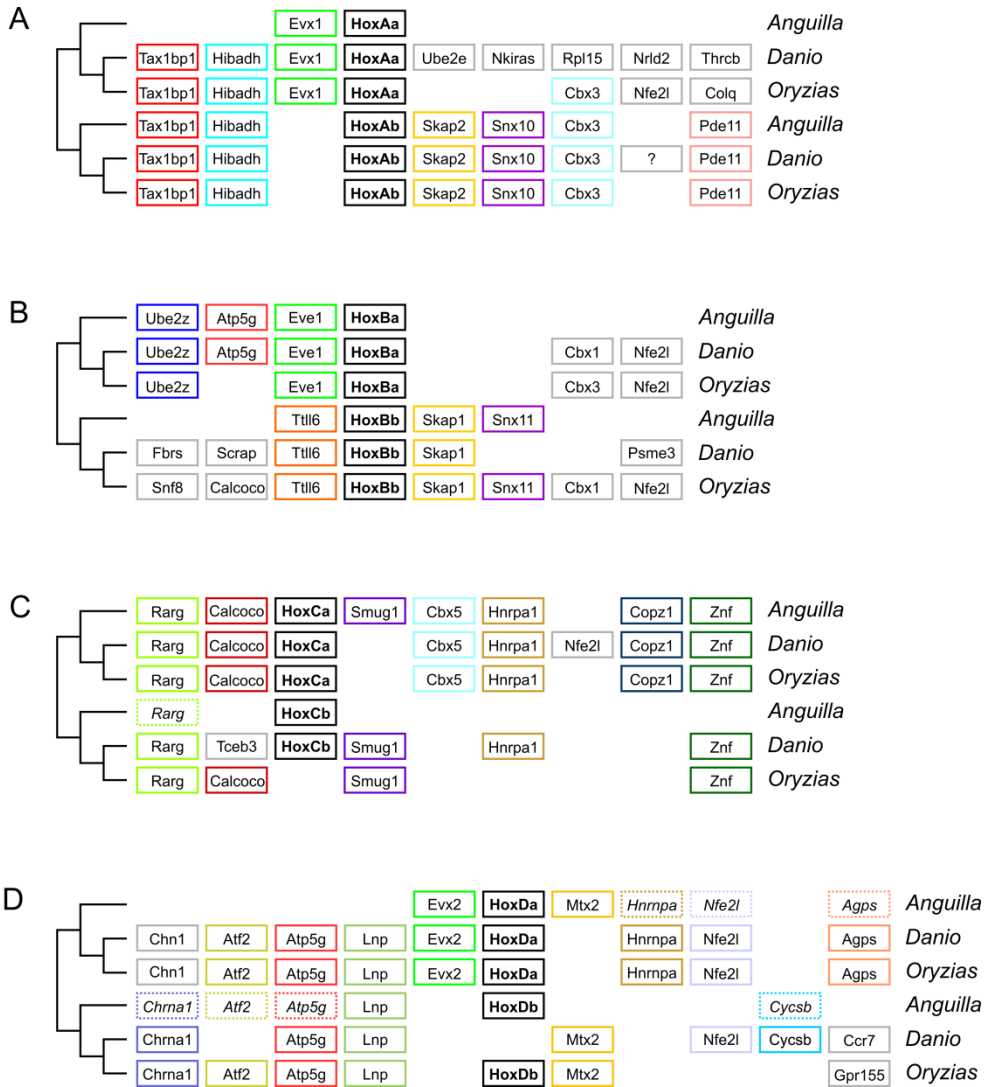 A
Evx1 HoxAa Anguilla
Tax1bp1 Hibadh Evx1 HoxAa Ube2e Nkiras Rpl15 Nrld2 Thrcb Danio
Tax1bp1 Hibadh Evx1 HoxAa Cbx3 Nfe2l Colq Oryzias
Tax1bp1 Hibadh HoxAb Skap2 Snx10 Cbx3 Pde11 Anguilla
Tax1bp1 Hibadh HoxAb Skap2 Snx10 Cbx3 ? Pde11 Danio
Tax1bp1 Hibadh HoxAb Skap2 Snx10 Cbx3 Pde11 Oryzias
B
Ube2z Atp5g Eve1 HoxBa Anguilla
Ube2z Atp5g Eve1 HoxBa Cbx1 Nfe2l Danio
Ube2z Eve1 HoxBa Cbx3 Nfe2l Oryzias
Ttll6 HoxBb Skap1 Snx11 Anguilla
Fbrs Scrap Ttll6 HoxBb Skap1 Psme3 Danio
Snf8 Calcoco Ttll6 HoxBb Skap1 Snx11 Cbx1 Nfe2l Oryzias
C
Rarg Calcoco HoxCa Smug1 Cbx5 Hnrpa1 Copz1 Znf Anguilla
Rarg Calcoco HoxCa Cbx5 Hnrpa1 Nfe2l Copz1 Znf Danio
Rarg Calcoco HoxCa Cbx5 Hnrpa1 Copz1 Znf Oryzias
Rarg HoxCb Anguilla
Rarg Tceb3 HoxCb Smug1 Hnrpa1 Znf Danio
Rarg Calcoco Smug1 Znf Oryzias
D
Evx2 HoxDa Mtx2 Hnrnpa Nfe2l Agps Anguilla
Chn1 Atf2 Atp5g Lnp Evx2 HoxDa Hnrnpa Nfe2l Agps Danio
Chn1 Atf2 Atp5g Lnp Evx2 HoxDa Hnrnpa Nfe2l Agps Oryzias
Chrna1 Atf2 Atp5g Lnp HoxDb Cycsb Anguilla
Chrna1 Atp5g Lnp Mtx2 Nfe2l Cycsb Ccr7 Danio
Chrna1 Atf2 Atp5g Lnp HoxDb Mtx2 Gpr155 Oryzias